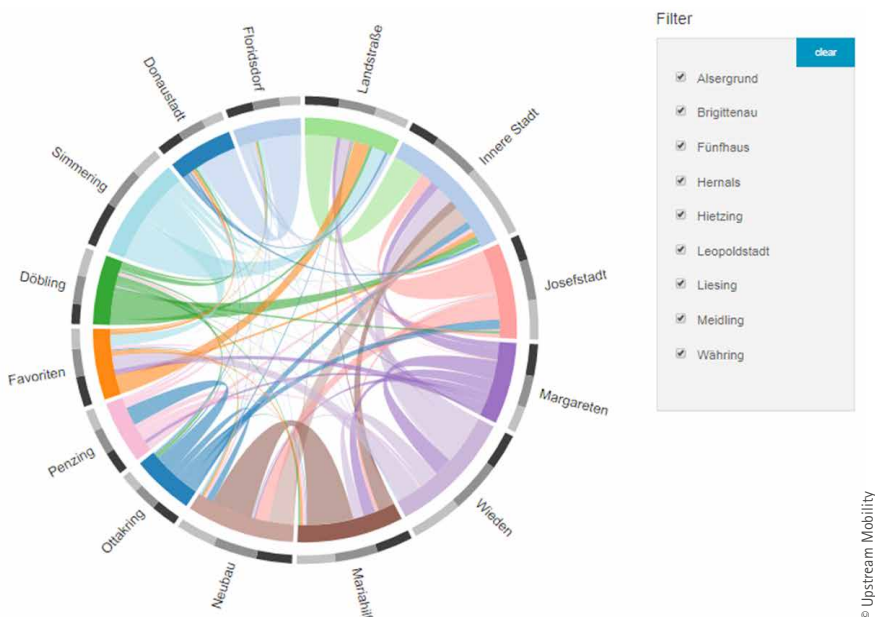 Filter
clear
Alsergrund
Brigittenau
Fünfhaus
Hernals
Hietzing
Leopoldstadt
Liesing
Meidling
Währing
Floridsdorf
Landstraße
Innere Stadt
Josefstadt
Margareten
Wieden
Neubau
Ottakring
Penzing
Favoriten
Döbling
Simmering
Donaustadt
© Upstream Mobility